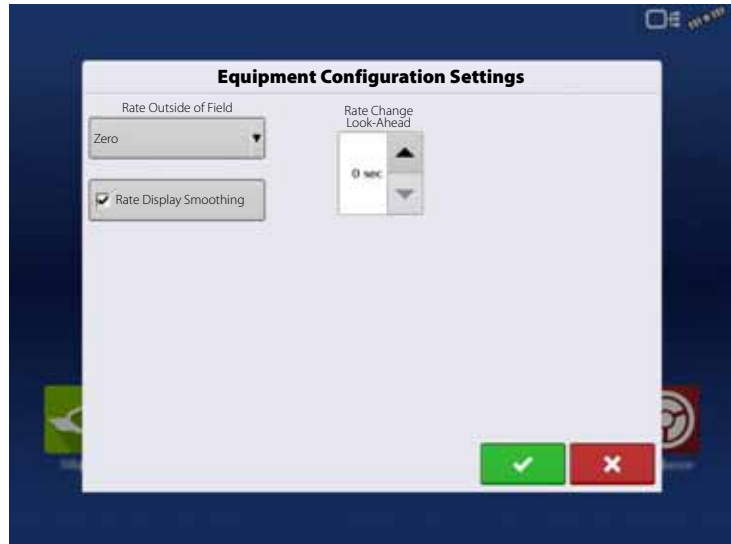 Equipment Configuration Settings
Rate Outside of Field
Zero
Rate Display Smoothing
Rate Change
Look-Ahead
0 sec